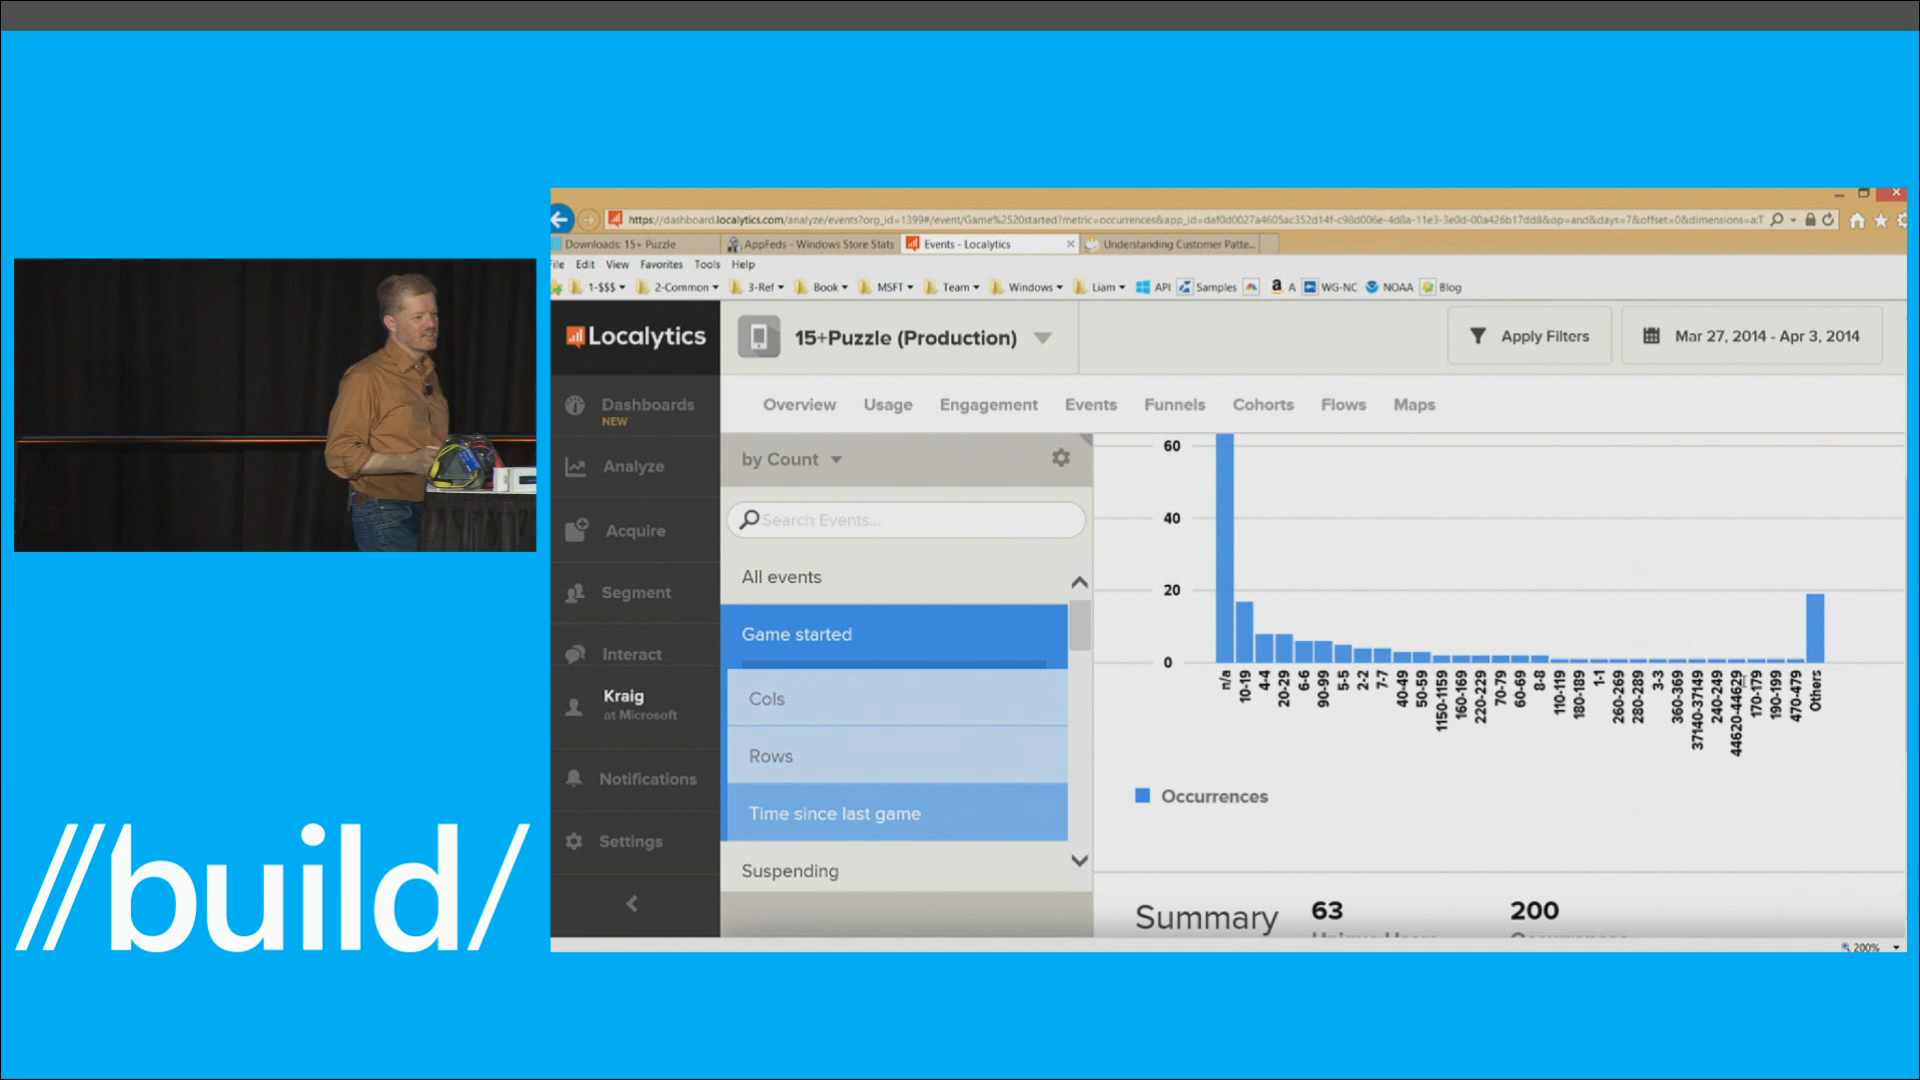 https://dashboard.localytics.com/analyze/events?org_id=1399#/event/Game%2520started?metric=occurrences&app_id=daf0d0027a4605ac352d14f-c98d006e-4d8a-11e3-3e0d-00a426b17dd8&op=and&days=7&offset=0&dimensions=a:T
Downloads: 15+ Puzzle
AppFeds - Windows Store Stats
Events - Localytics
Understanding Customer Patte...
File Edit View Favorites Tools Help
1-$$$ 2-Common 3-Ref Book MSFT Team Windows Liam API Samples a A WG-NC NOAA Blog
Localytics
15+Puzzle (Production)
Apply Filters
Mar 27, 2014 - Apr 3, 2014
Dashboards
NEW
Analyze
Acquire
Segment
Interact
Kraig
at Microsoft
Notifications
Settings
Overview Usage Engagement Events Funnels Cohorts Flows Maps
by Count
Search Events...
All events
Game started
Cols
Rows
Time since last game
Suspending
60
40
20
0
n/a
10-19
4-4
20-29
6-6
90-99
5-5
2-2
7-7
40-49
50-59
1150-1159
160-169
220-229
70-79
60-69
8-8
110-119
180-189
1-1
260-269
280-289
3-3
360-369
37140-37149
240-249
44620-44629
170-179
190-199
470-479
Others
Occurrences
Summary
63
Unique Users
200
Occurrences
200%
//build/